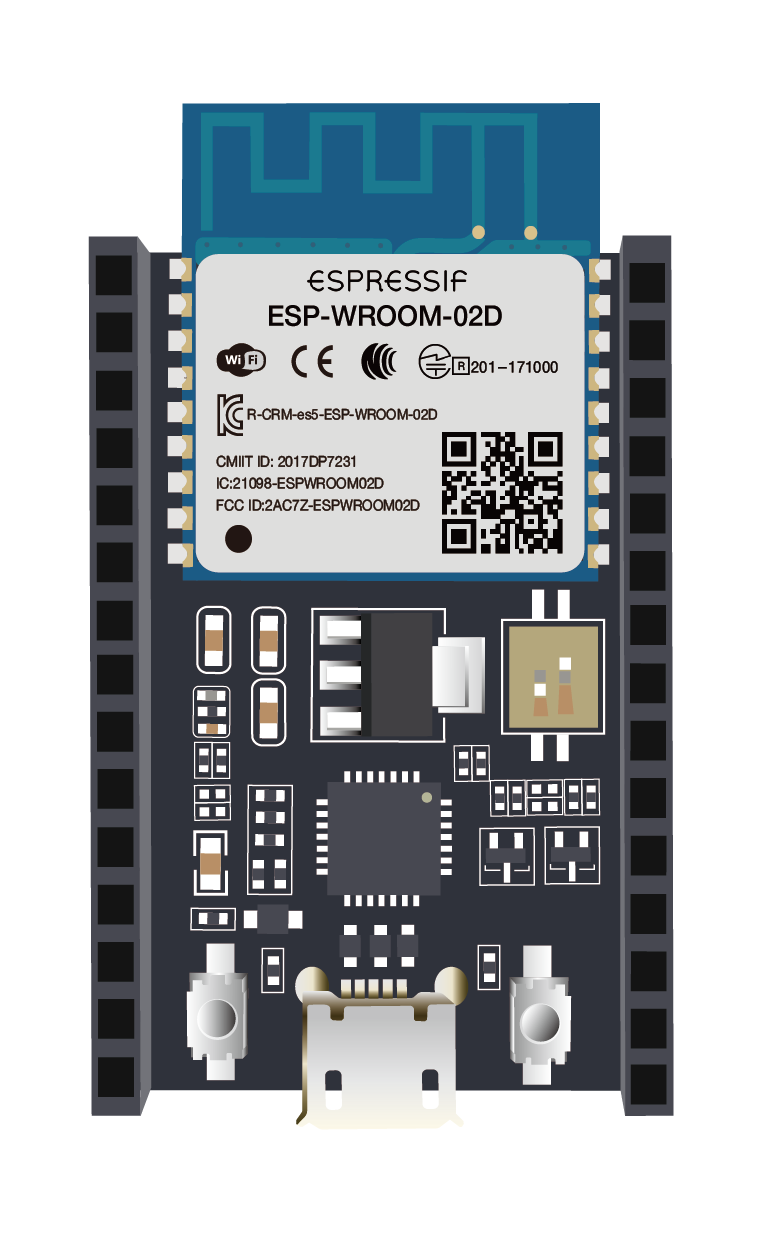 ESPRESSIF
ESP-WROOM-02D
Wi Fi CE R 201-171000
R-CRM-es5-ESP-WROOM-02D
CMIIT ID: 2017DP7231
IC:21098-ESPWROOM02D
FCC ID:2AC7Z-ESPWROOM02D